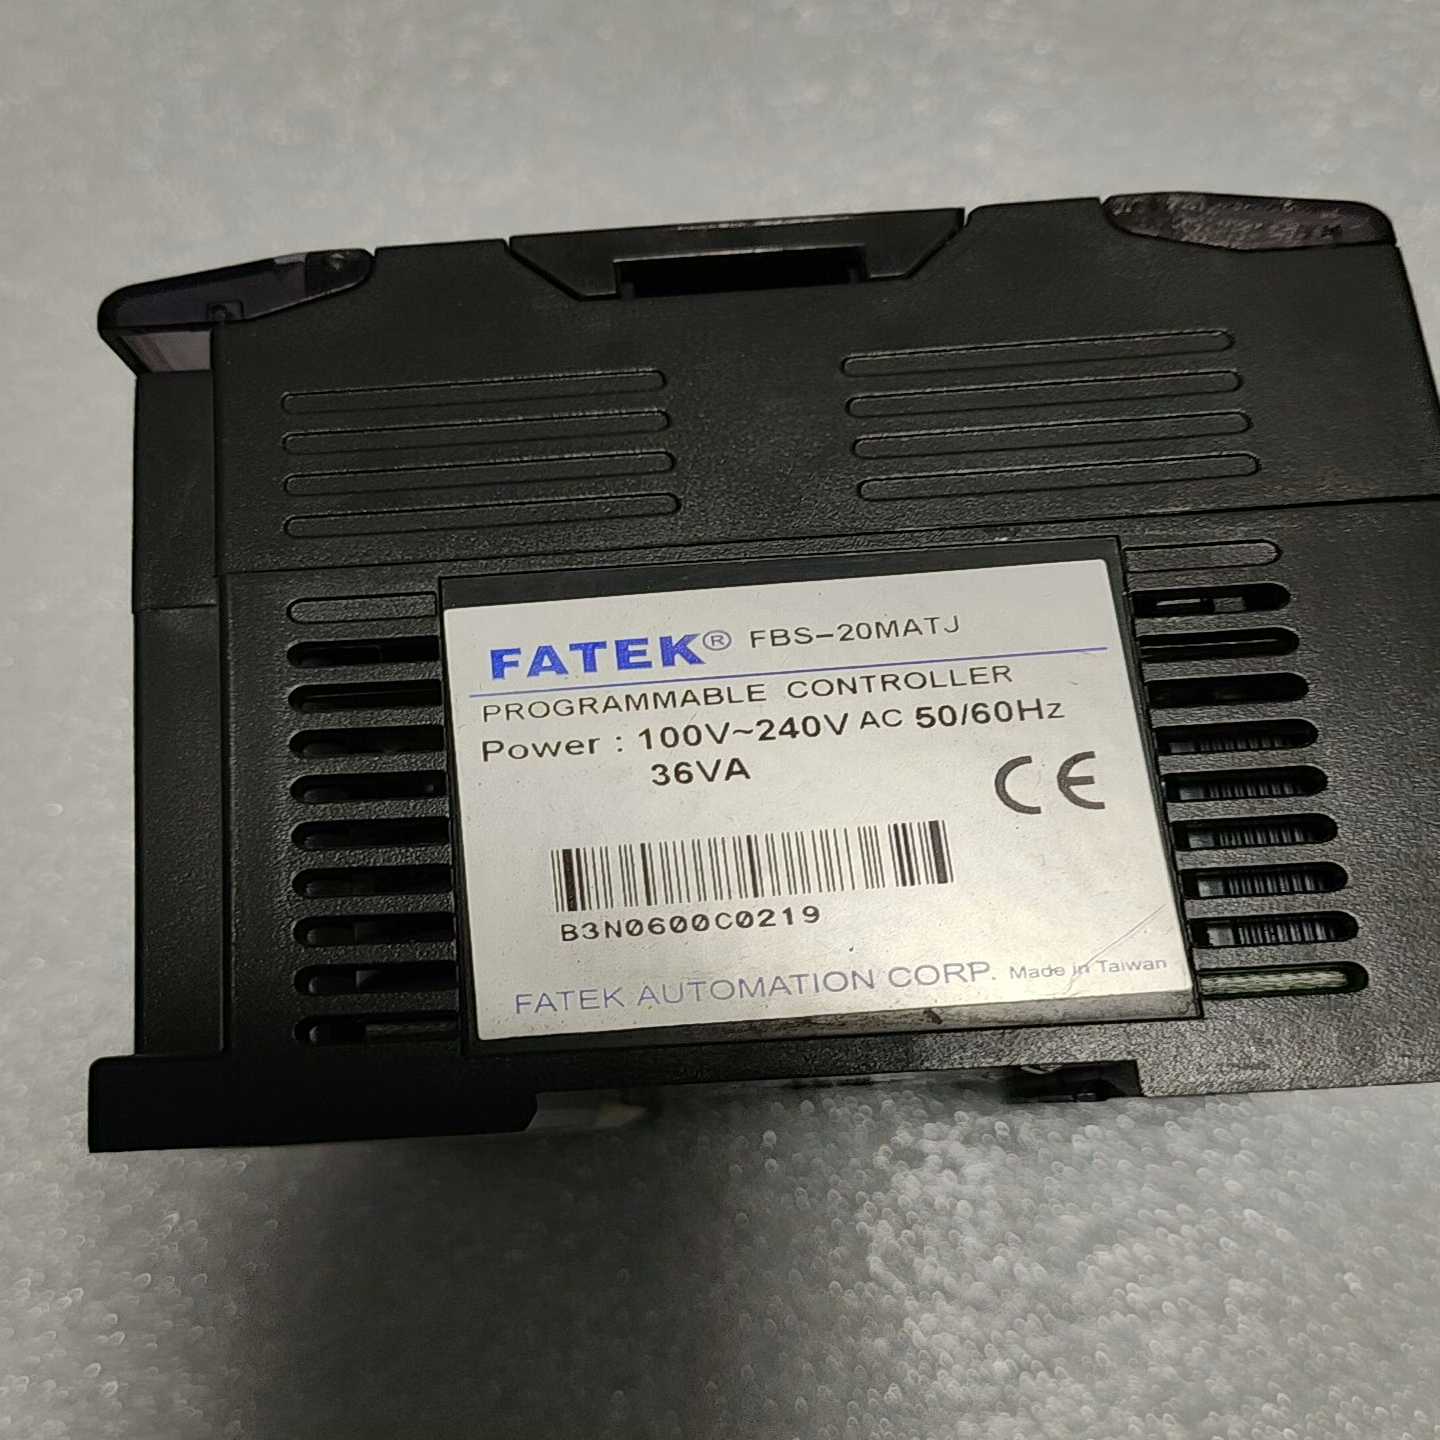 FATEK® FBS-20MATJ
PROGRAMMABLE CONTROLLER
Power : 100V~240V AC 50/60Hz
36VA
CE
B3N0600C0219
FATEK AUTOMATION CORP. Made in Taiwan